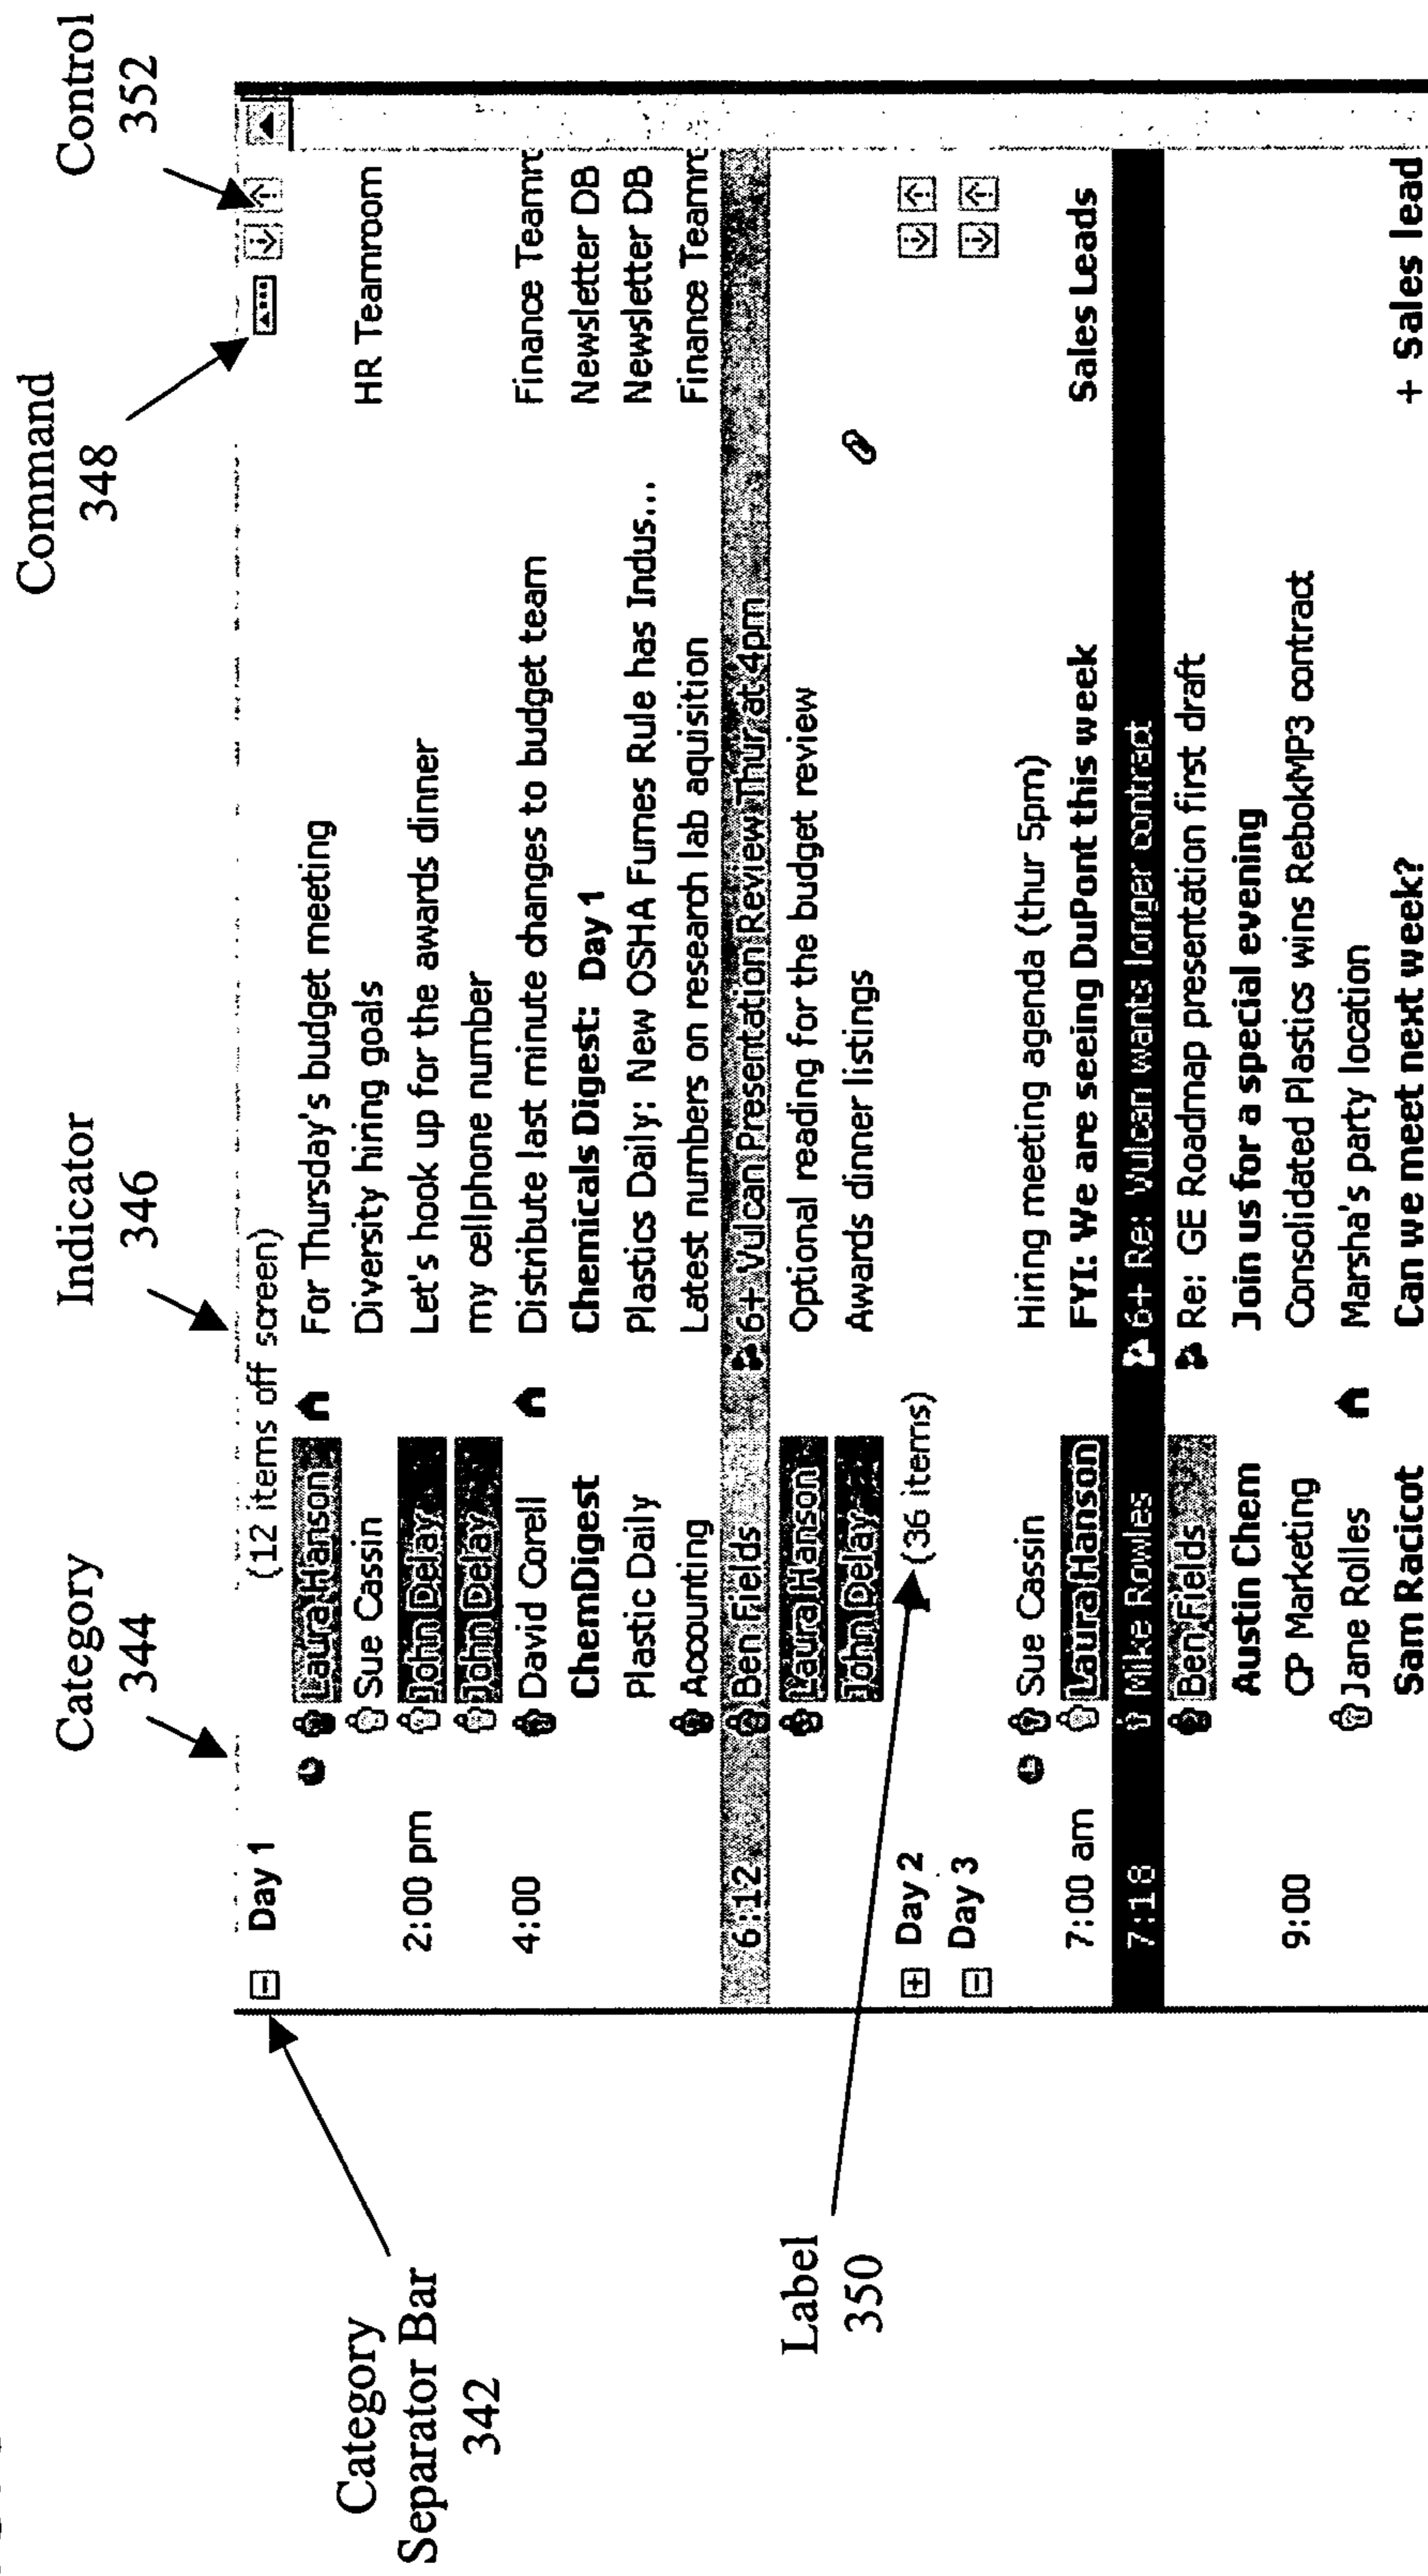 Command
348
Control
352
Indicator
346
Category
344
Category
Separator Bar
342
Label
350
Day 1 (12 items off screen)
Laura Hanson For Thursday's budget meeting
Sue Cassin Diversity hiring goals HR Teamroom
2:00 pm John Delay Let's hook up for the awards dinner
John Delay my cellphone number
4:00 David Corell Distribute last minute changes to budget team Finance Teamr
ChemDigest Chemicals Digest: Day 1 Newsletter DB
Plastic Daily Plastics Daily: New OSHA Fumes Rule has Indus... Newsletter DB
Accounting Latest numbers on research lab aquisition Finance Teamr
6:12 Ben Fields 6+ Vulcan Presentation Review Thur at 4pm
Laura Hanson Optional reading for the budget review
John Delay Awards dinner listings
+ Day 2 (36 items)
Day 3
Sue Cassin Hiring meeting agenda (thur 5pm)
7:00 am Laura Hanson FYI: We are seeing DuPont this week Sales Leads
7:18 Mike Rowles 6+ Re: Vulcan wants longer contract
Ben Fields Re: GE Roadmap presentation first draft
Austin Chem Join us for a special evening
9:00 CP Marketing Consolidated Plastics wins RebokMP3 contract
Jane Rolles Marsha's party location
Sam Racicot Can we meet next week? + Sales lead